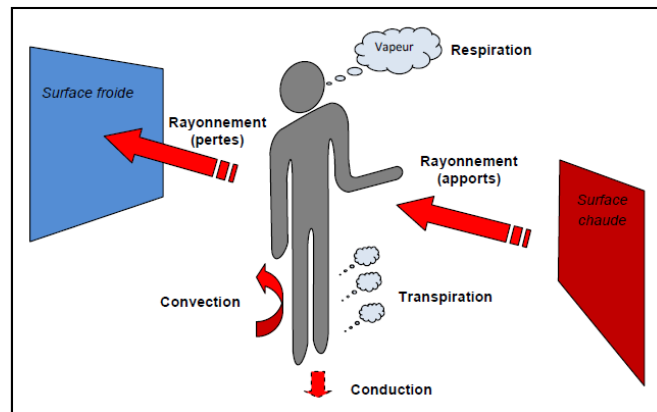 Vapeur
Respiration
Surface froide
Rayonnement
(pertes)
Rayonnement
(apports)
Surface
chaude
Convection
Transpiration
Conduction